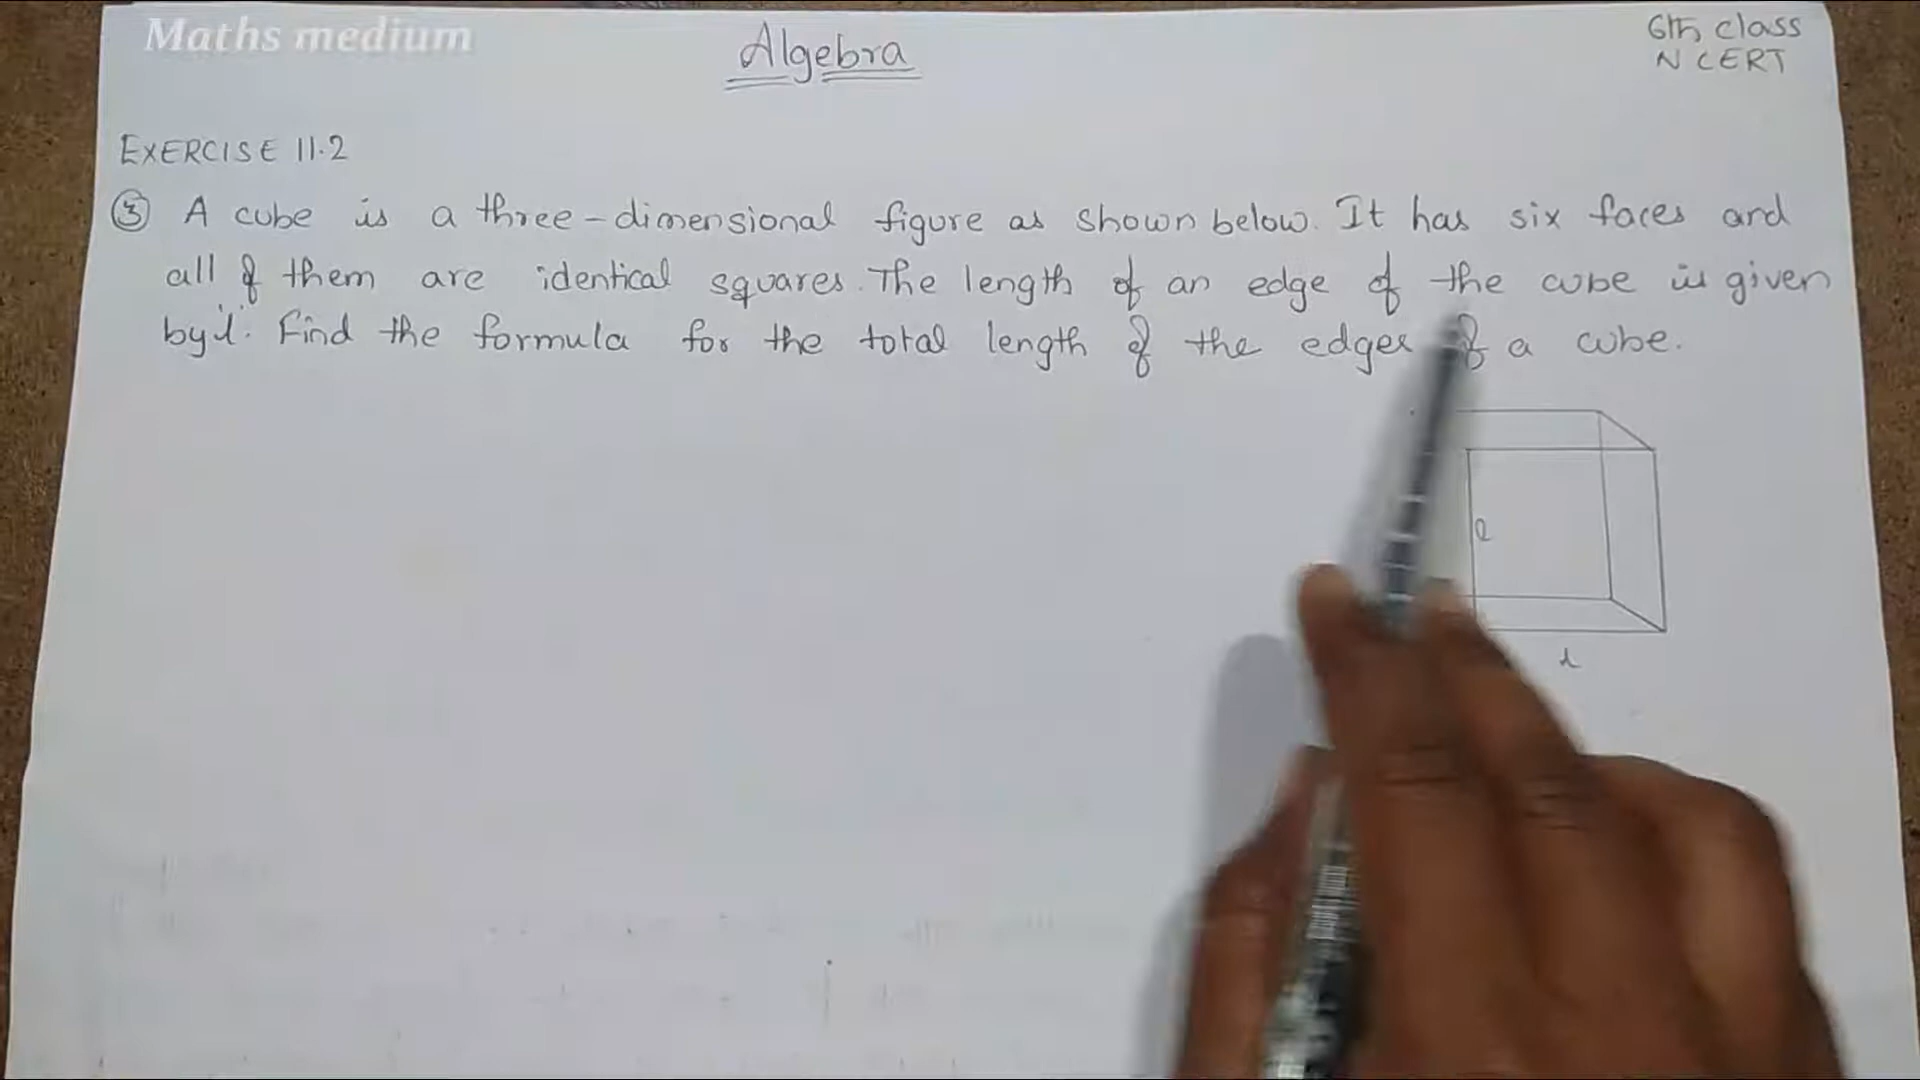 Maths medium
Algebra
6th class
NCERT
EXERCISE 11.2
③ A cube is a three-dimensional figure as shown below. It has six faces and
all of them are identical squares. The length of an edge of the cube is given
by 'l'. Find the formula for the total length of the edges of a cube.
l
l